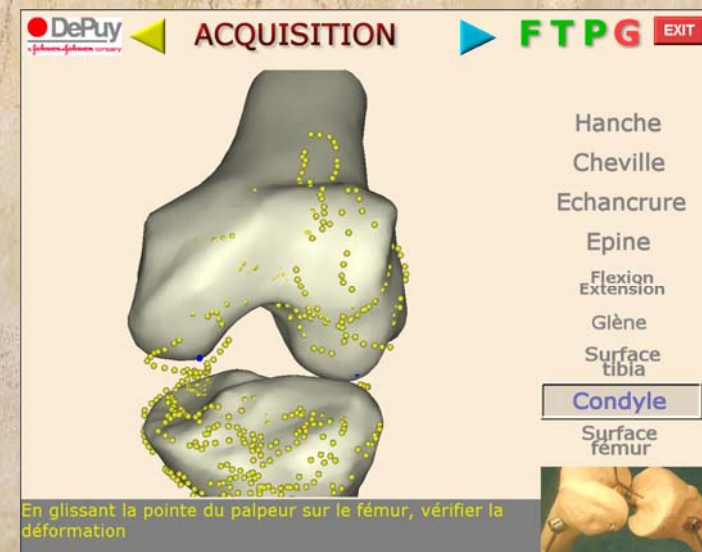 DePuy
a Johnson-Johnson company
ACQUISITION
F T P G
EXIT
Hanche
Cheville
Echancrure
Epine
Flexion
Extension
Glène
Surface
tibia
Condyle
Surface
fémur
En glissant la pointe du palpeur sur le fémur, vérifier la
déformation